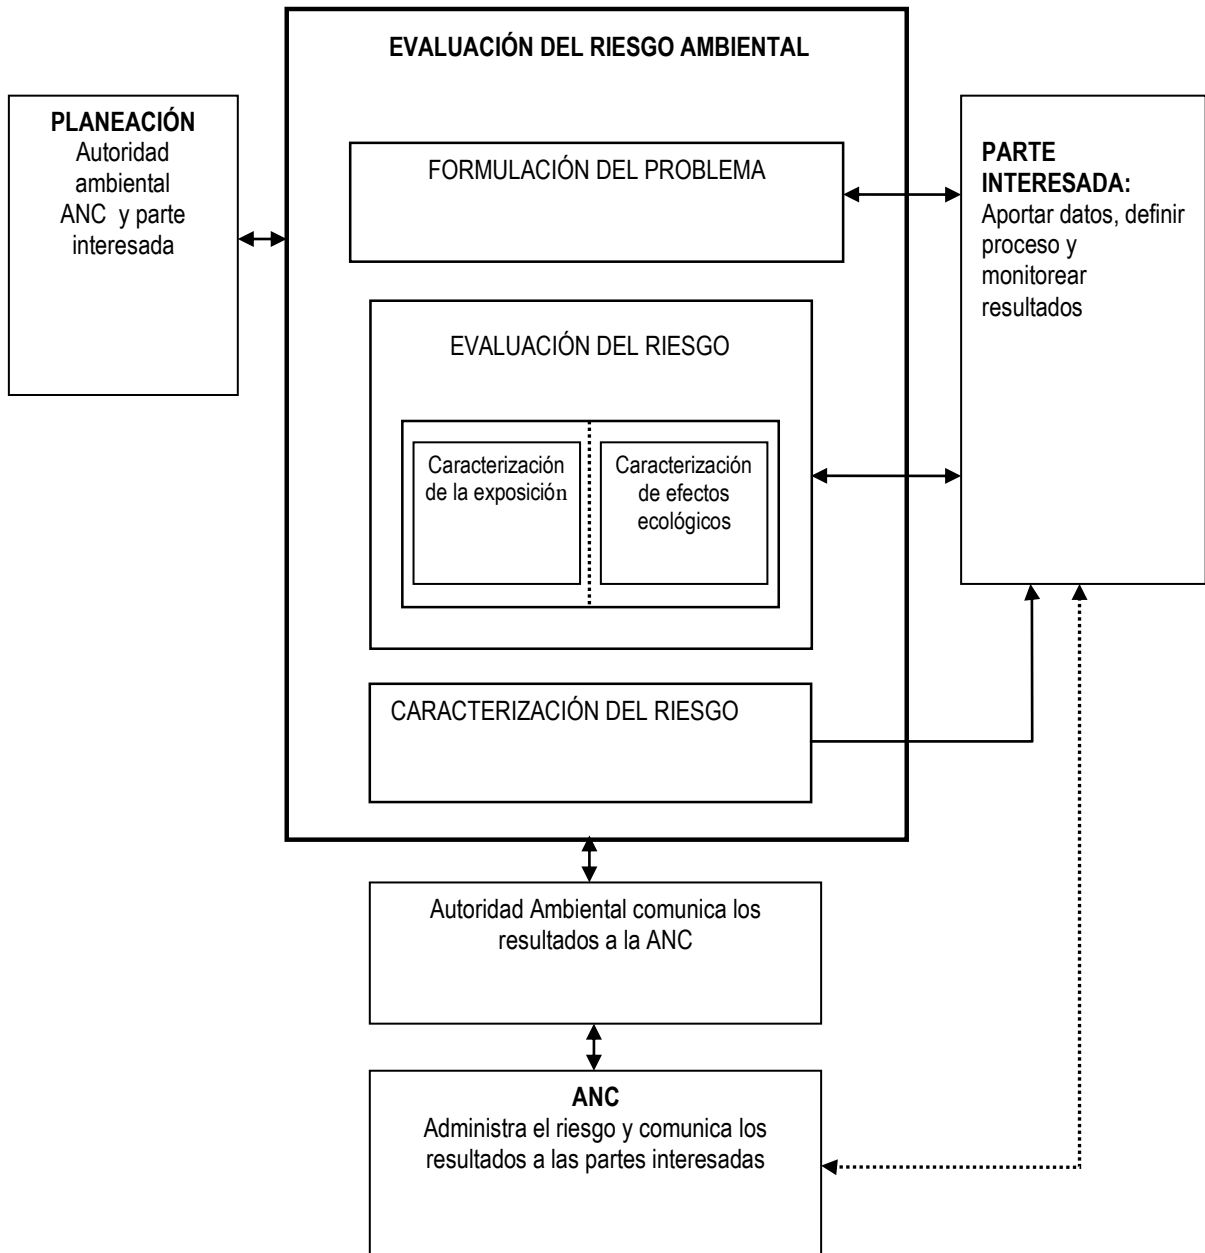 EVALUACIÓN DEL RIESGO AMBIENTAL
PLANEACIÓN
Autoridad
ambiental
ANC y parte
interesada
FORMULACIÓN DEL PROBLEMA
PARTE
INTERESADA:
Aportar datos, definir
proceso y
monitorear
resultados
EVALUACIÓN DEL RIESGO
Caracterización
de la exposición
Caracterización
de efectos
ecológicos
CARACTERIZACIÓN DEL RIESGO
Autoridad Ambiental comunica los
resultados a la ANC
ANC
Administra el riesgo y comunica los
resultados a las partes interesadas